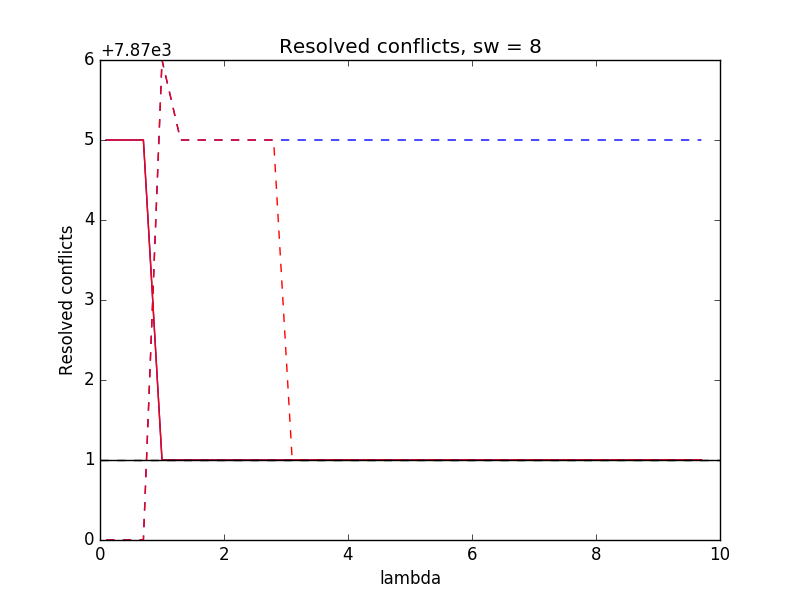 Resolved conflicts, sw = 8
+7.87e3
6
5
4
3
2
1
0
Resolved conflicts
0 2 4 6 8 10
lambda